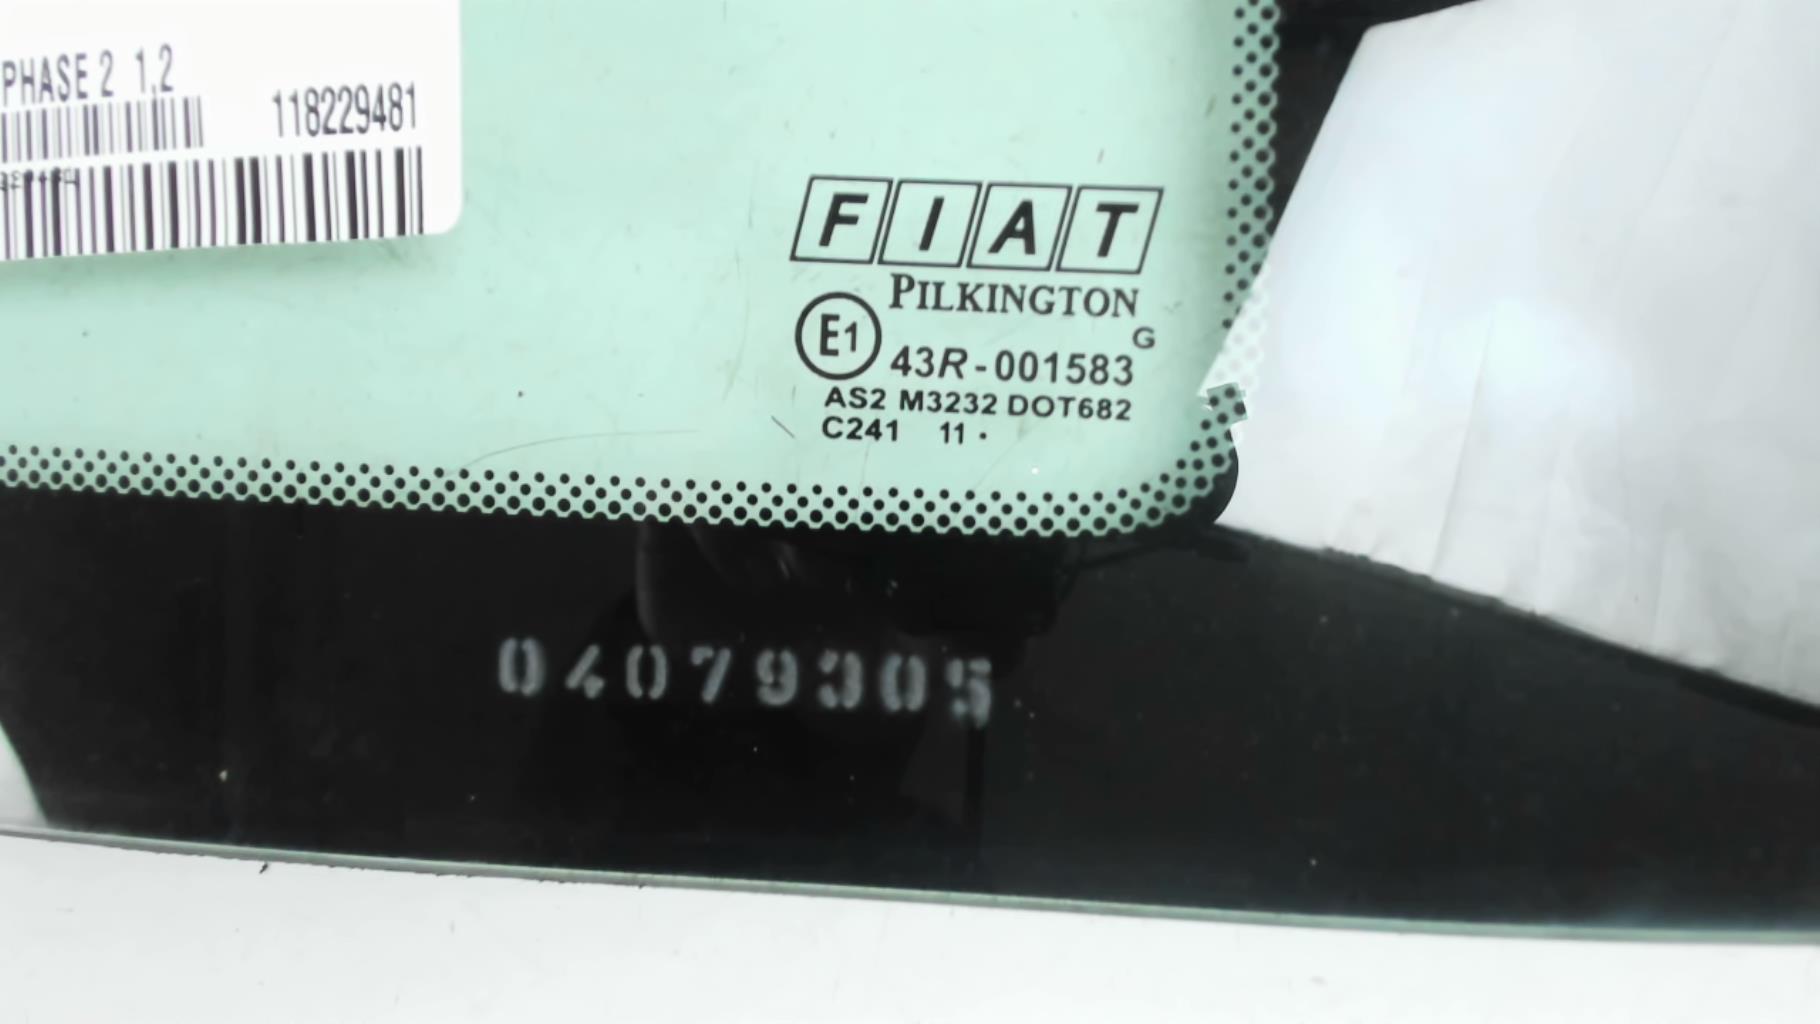 PHASE 2 1.2
118229481
FIAT
PILKINGTON
E1
G
43R-001583
AS2 M3232 DOT682
C241 11 .
04079305